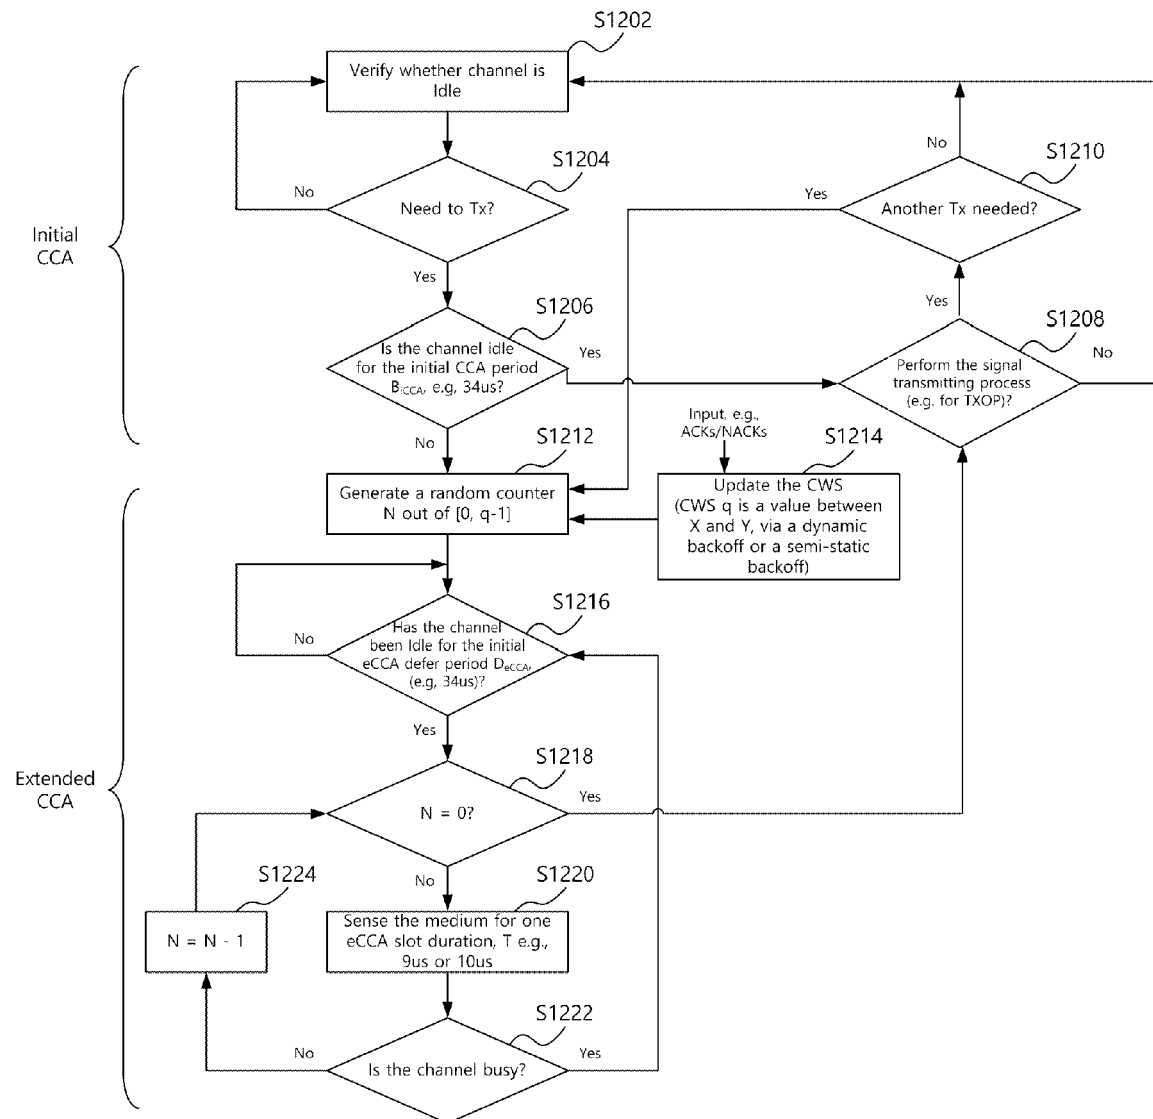 S1202
Verify whether channel is
Idle
S1204
No
Need to Tx?
Yes
S1210
No
Yes
Another Tx needed?
Initial
CCA
S1206
Is the channel idle
for the initial CCA period
BiCCA, e.g, 34us?
Yes
Yes
S1208
No
Perform the signal
transmitting process
(e.g. for TXOP)?
No
S1212
Input, e.g.,
ACKs/NACKs
S1214
Generate a random counter
N out of [0, q-1]
Update the CWS
(CWS q is a value between
X and Y, via a dynamic
backoff or a semi-static
backoff)
S1216
No
Has the channel
been Idle for the initial
eCCA defer period DeCCA,
(e.g, 34us)?
Yes
Extended
CCA
S1218
N = 0?
Yes
No
S1224
N = N - 1
S1220
Sense the medium for one
eCCA slot duration, T e.g.,
9us or 10us
S1222
No
Is the channel busy?
Yes